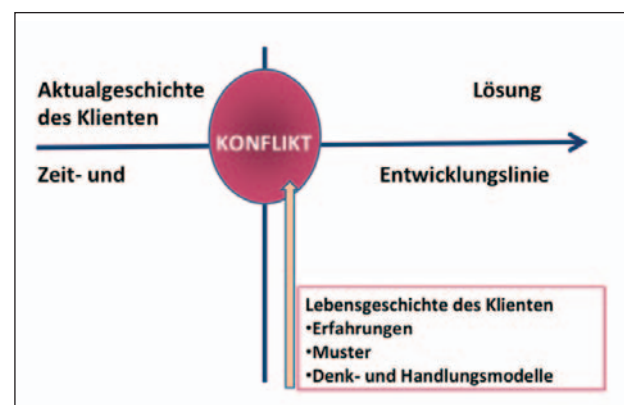 Aktualgeschichte
des Klienten
Lösung
KONFLIKT
Zeit- und
Entwicklungslinie
Lebensgeschichte des Klienten
•Erfahrungen
•Muster
•Denk- und Handlungsmodelle